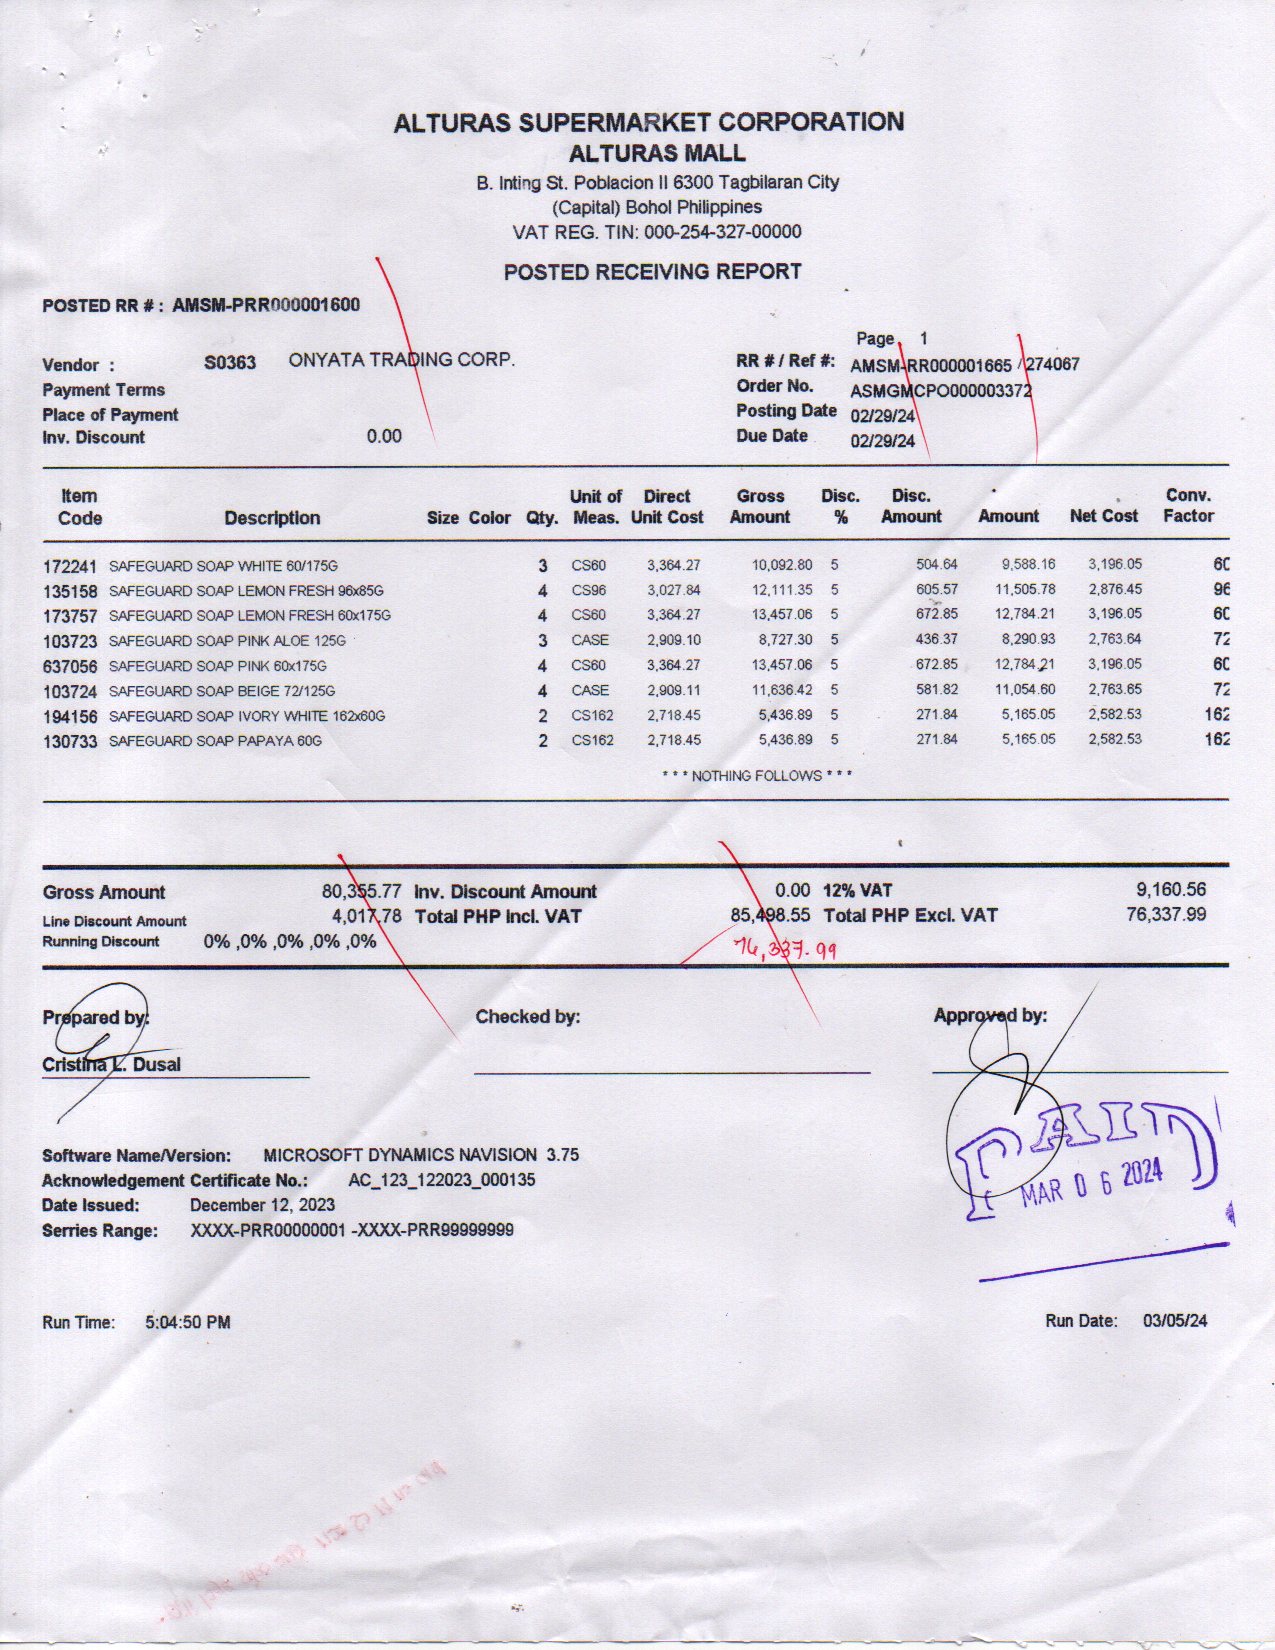 ALTURAS SUPERMARKET CORPORATION
ALTURAS MALL
B. Inting St. Poblacion II 6300 Tagbilaran City
(Capital) Bohol Philippines
VAT REG. TIN: 000-254-327-00000
POSTED RECEIVING REPORT
POSTED RR # : AMSM-PRR000001600
Page 1
Vendor : S0363 ONYATA TRADING CORP. RR # / Ref #: AMSM-RR000001665 / 274067
Payment Terms Order No. ASMGMCPO000003372
Place of Payment Posting Date 02/29/24
Inv. Discount 0.00 Due Date 02/29/24
Item Unit of Direct Gross Disc. Disc. Conv.
Code Description Size Color Qty. Meas. Unit Cost Amount % Amount Amount Net Cost Factor
172241 SAFEGUARD SOAP WHITE 60/175G 3 CS60 3,364.27 10,092.80 5 504.64 9,588.16 3,196.05 60
135158 SAFEGUARD SOAP LEMON FRESH 96x85G 4 CS96 3,027.84 12,111.35 5 605.57 11,505.78 2,876.45 96
173757 SAFEGUARD SOAP LEMON FRESH 60x175G 4 CS60 3,364.27 13,457.06 5 672.85 12,784.21 3,196.05 60
103723 SAFEGUARD SOAP PINK ALOE 125G 3 CASE 2,909.10 8,727.30 5 436.37 8,290.93 2,763.64 72
637056 SAFEGUARD SOAP PINK 60x175G 4 CS60 3,364.27 13,457.06 5 672.85 12,784.21 3,196.05 60
103724 SAFEGUARD SOAP BEIGE 72/125G 4 CASE 2,909.11 11,636.42 5 581.82 11,054.60 2,763.65 72
194156 SAFEGUARD SOAP IVORY WHITE 162x60G 2 CS162 2,718.45 5,436.89 5 271.84 5,165.05 2,582.53 162
130733 SAFEGUARD SOAP PAPAYA 60G 2 CS162 2,718.45 5,436.89 5 271.84 5,165.05 2,582.53 162
* * * NOTHING FOLLOWS * * *
Gross Amount 80,355.77 Inv. Discount Amount 0.00 12% VAT 9,160.56
Line Discount Amount 4,017.78 Total PHP Incl. VAT 85,498.55 Total PHP Excl. VAT 76,337.99
Running Discount 0% ,0% ,0% ,0% ,0% 76,337.99
Prepared by: Checked by: Approved by:
Cristina L. Dusal
PAID
MAR 06 2024
Software Name/Version: MICROSOFT DYNAMICS NAVISION 3.75
Acknowledgement Certificate No.: AC_123_122023_000135
Date Issued: December 12, 2023
Serries Range: XXXX-PRR00000001 -XXXX-PRR99999999
Run Time: 5:04:50 PM Run Date: 03/05/24